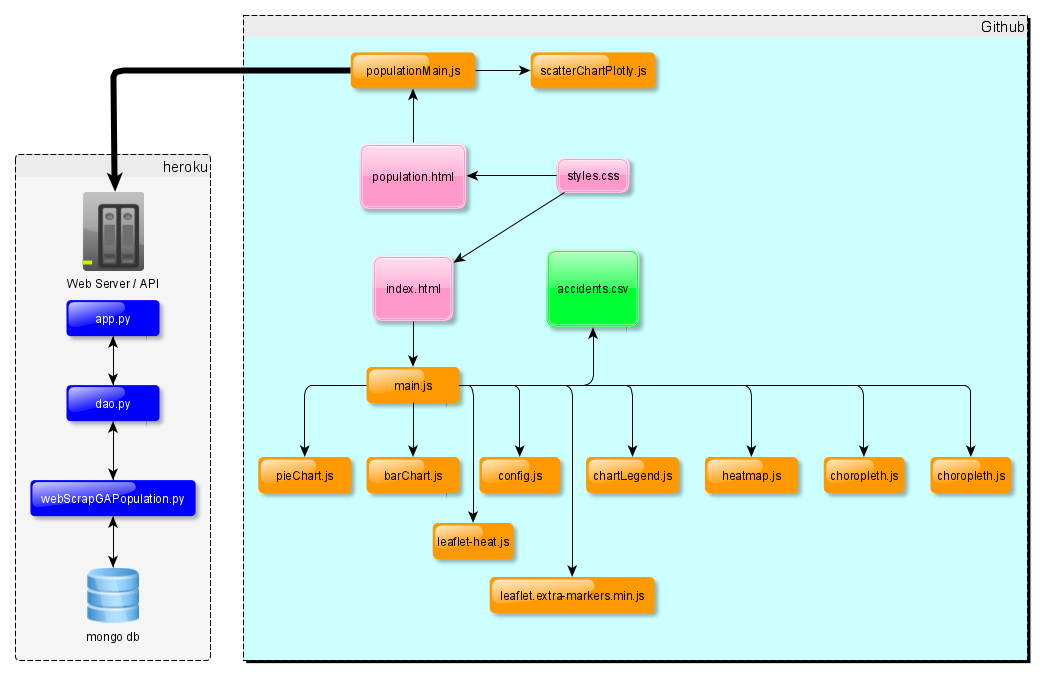 Github
populationMain.js
scatterChartPlotly.js
heroku
population.html
styles.css
Web Server / API
index.html
accidents.csv
app.py
main.js
dao.py
pieChart.js
barChart.js
config.js
chartLegend.js
heatmap.js
choropleth.js
choropleth.js
webScrapGAPopulation.py
leaflet-heat.js
leaflet.extra-markers.min.js
mongo db